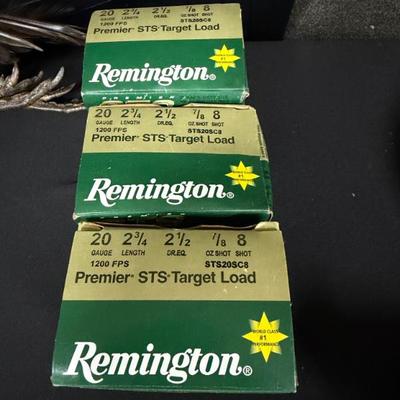 20 2¾ 2½ ⅞ 8
GAUGE LENGTH DR.EQ. OZ.SHOT SHOT
1200 FPS STS20SC8
Premier® STS® Target Load
Remington®
PREMIER
#1
20 2¾ 2½ ⅞ 8
GAUGE LENGTH DR.EQ. OZ.SHOT SHOT
1200 FPS STS20SC8
Premier® STS® Target Load
#1
Remington®
20 2¾ 2½ ⅞ 8
GAUGE LENGTH DR.EQ. OZ.SHOT SHOT
1200 FPS STS20SC8
Premier® STS® Target Load
WORLD CLASS
#1
PERFORMANCE
Remington®